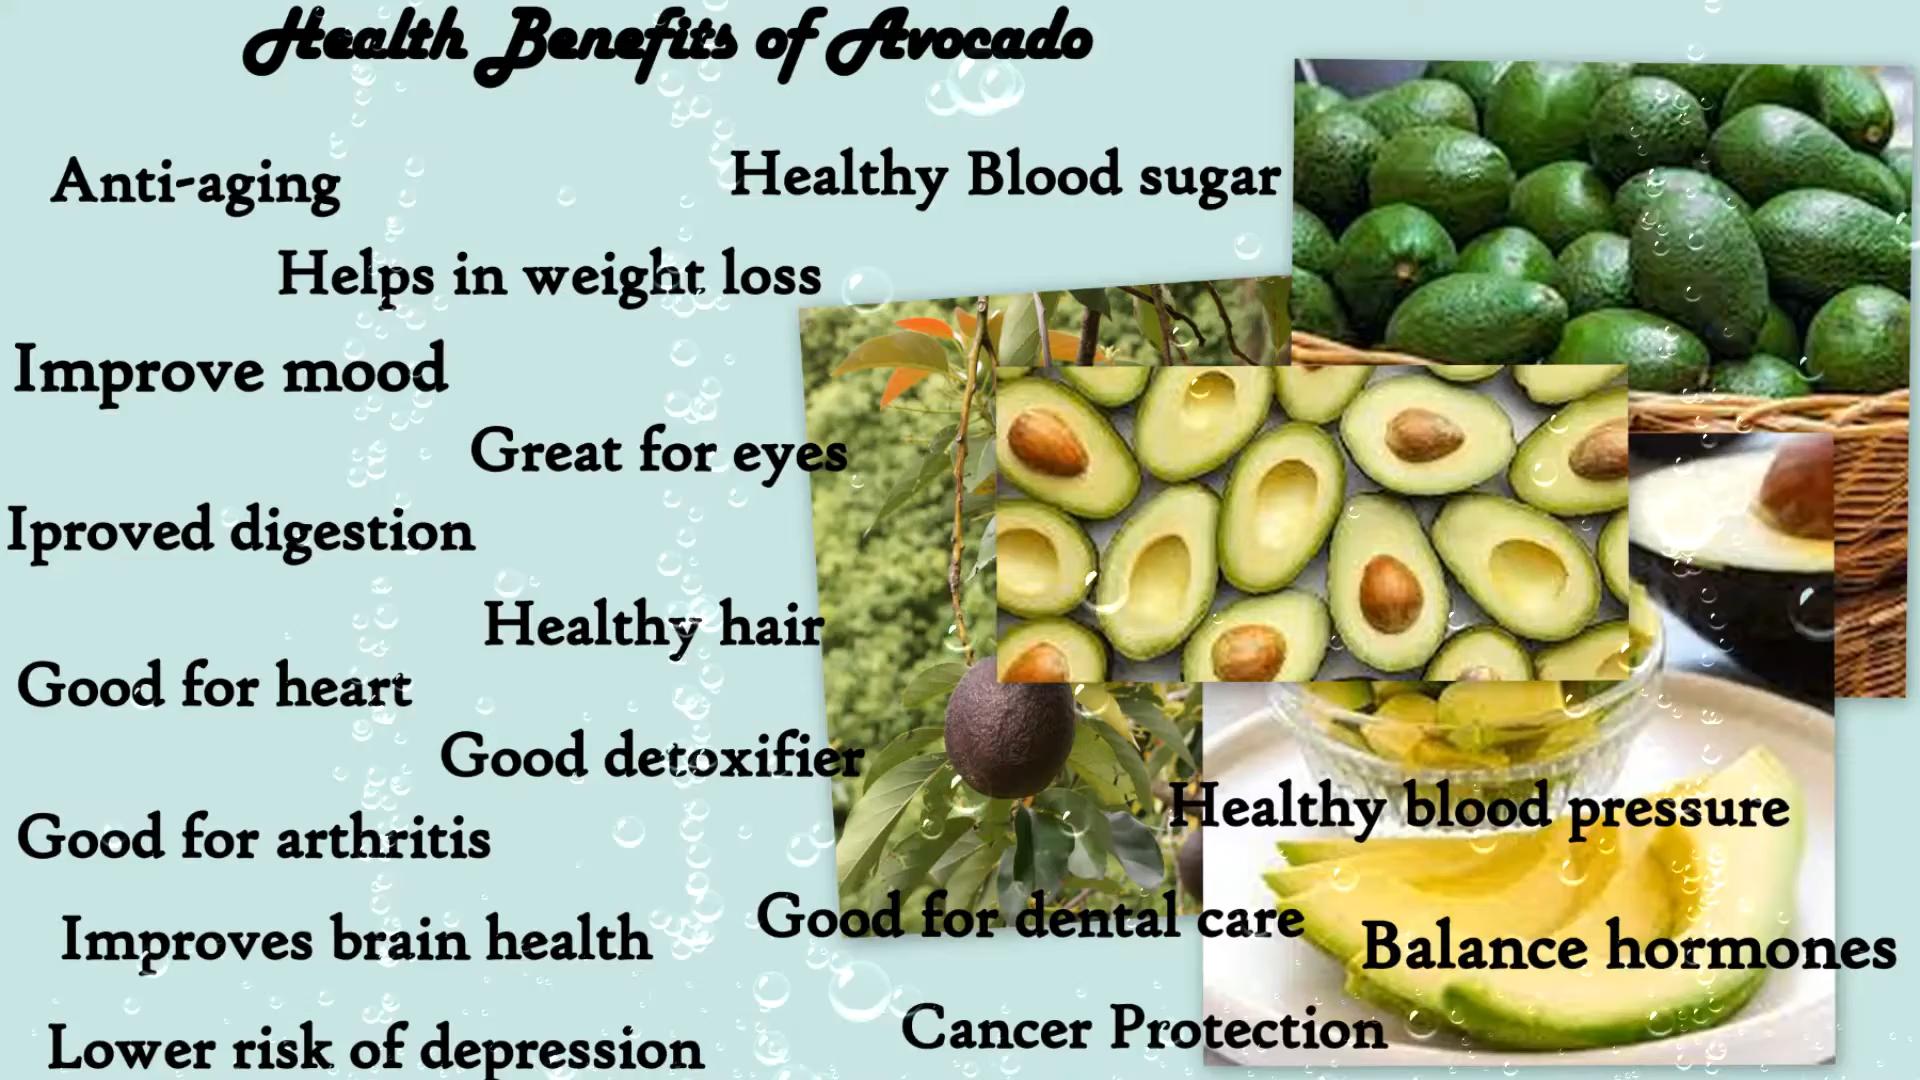 Health Benefits of Avocado
Anti-aging
Healthy Blood sugar
Helps in weight loss
Improve mood
Great for eyes
Iproved digestion
Healthy hair
Good for heart
Good detoxifier
Healthy blood pressure
Good for arthritis
Good for dental care
Improves brain health
Balance hormones
Cancer Protection
Lower risk of depression